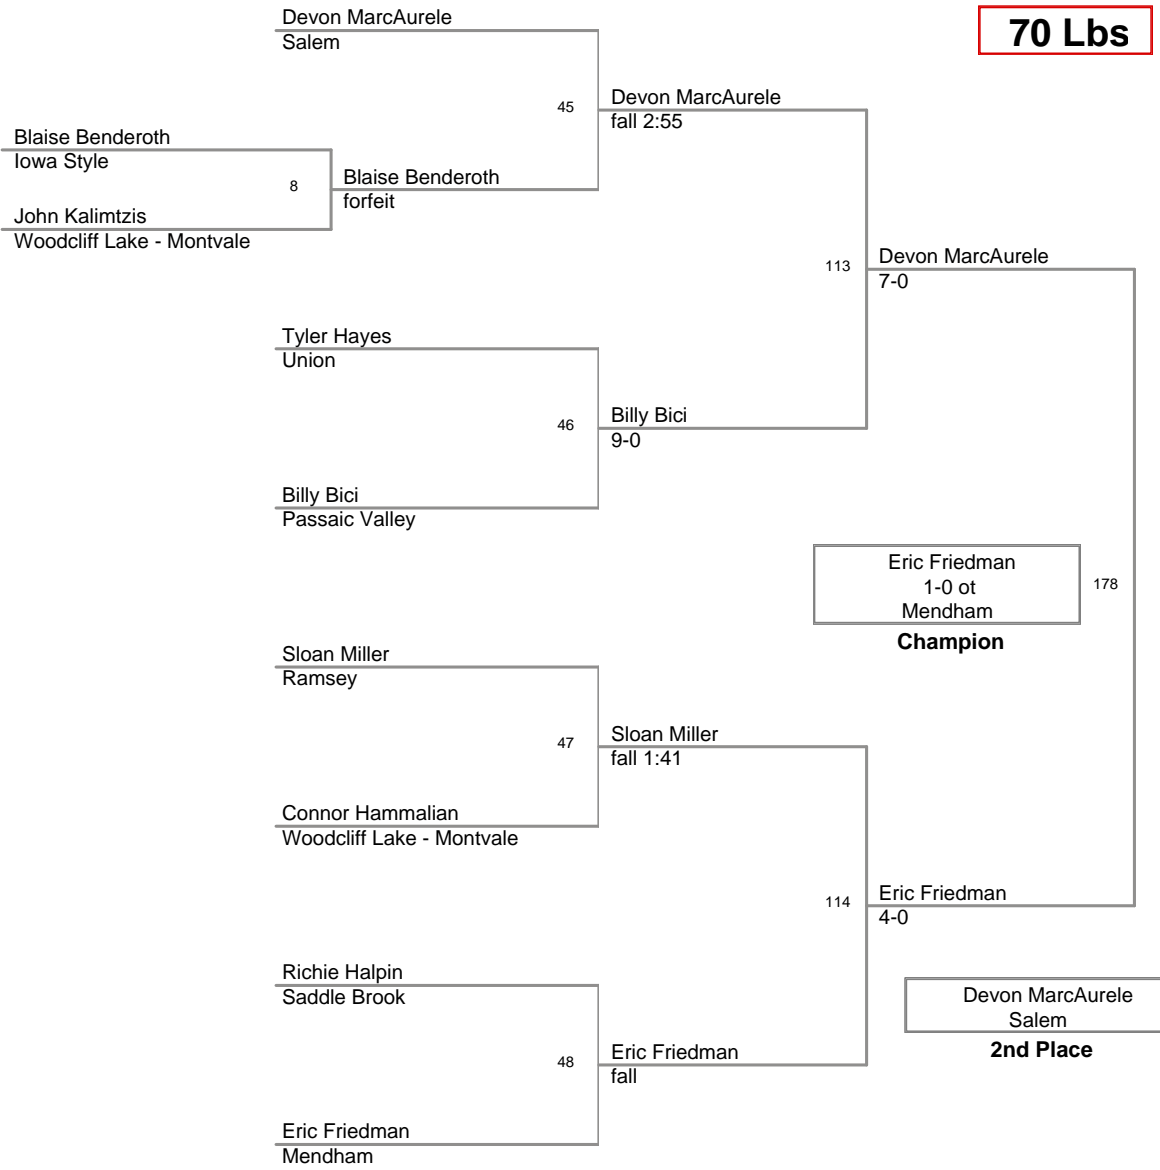 Devon MarcAurele
Salem
70 Lbs
45
Devon MarcAurele
fall 2:55
Blaise Benderoth
Iowa Style
8
Blaise Benderoth
forfeit
John Kalimtzis
Woodcliff Lake - Montvale
113
Devon MarcAurele
7-0
Tyler Hayes
Union
46
Billy Bici
9-0
Billy Bici
Passaic Valley
Eric Friedman
1-0 ot
Mendham
178
Champion
Sloan Miller
Ramsey
47
Sloan Miller
fall 1:41
Connor Hammalian
Woodcliff Lake - Montvale
114
Eric Friedman
4-0
Richie Halpin
Saddle Brook
Devon MarcAurele
Salem
2nd Place
48
Eric Friedman
fall
Eric Friedman
Mendham